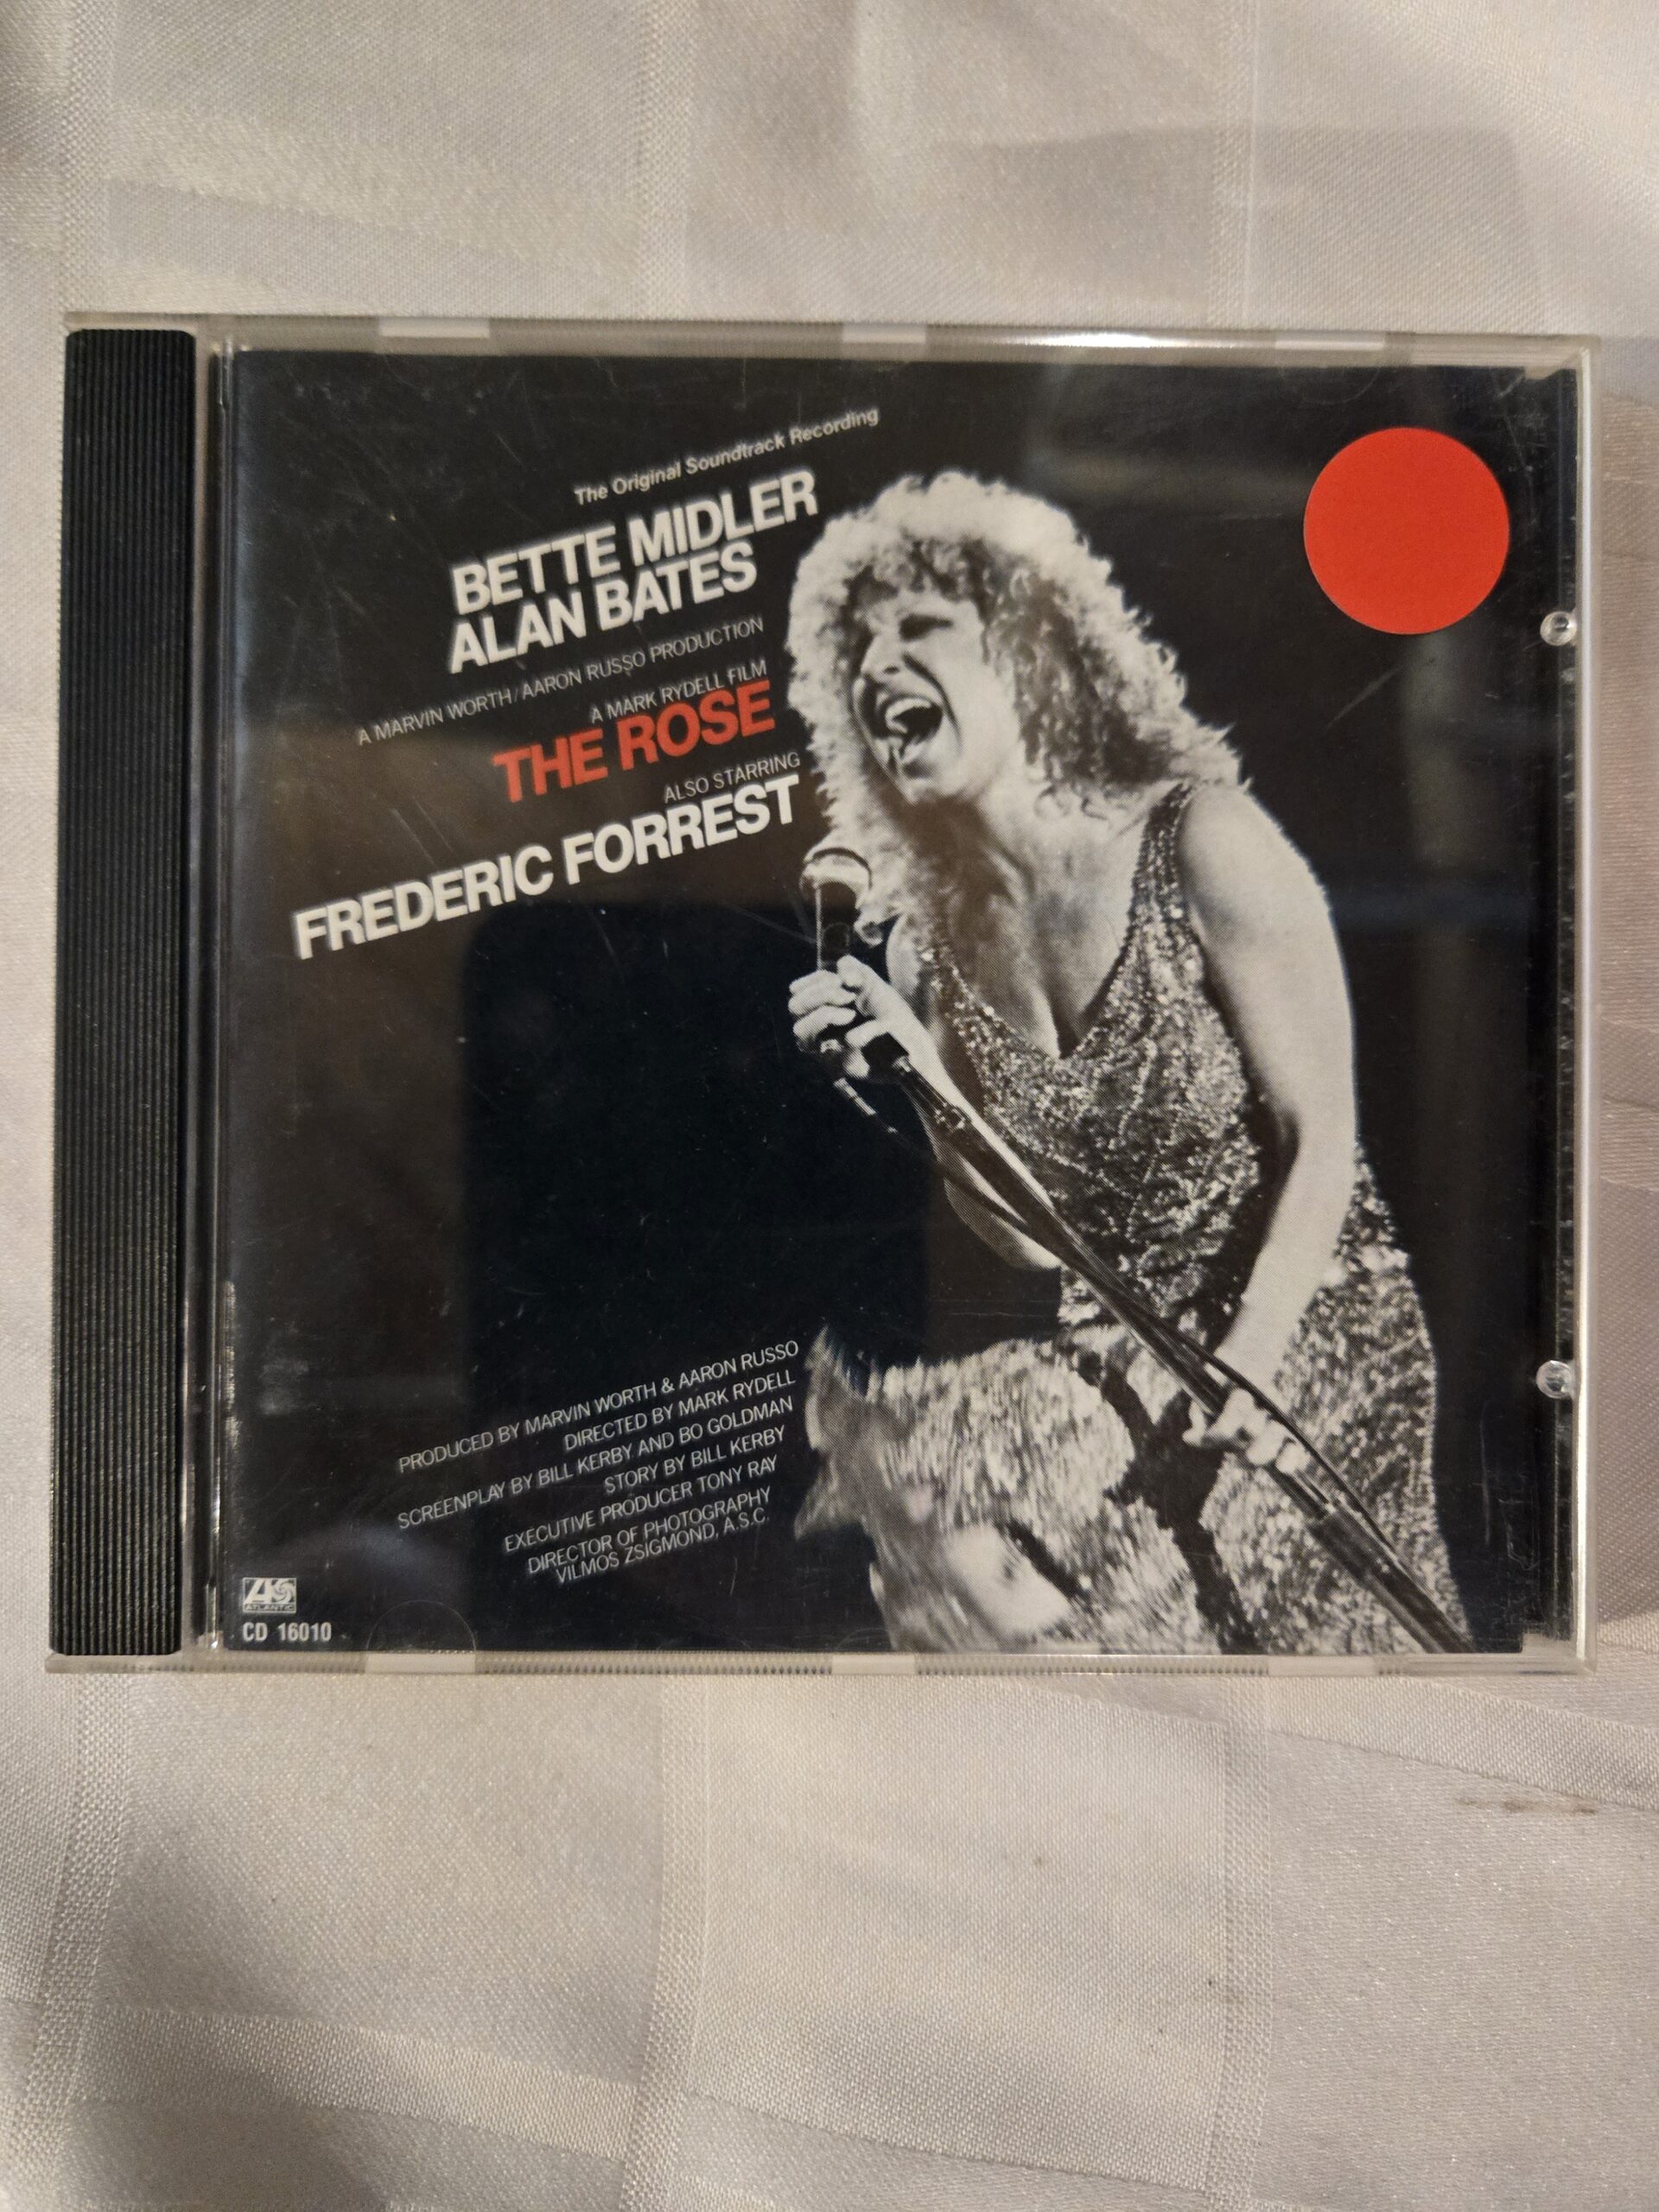 The Original Soundtrack Recording
BETTE MIDLER
ALAN BATES
A MARVIN WORTH/AARON RUSSO PRODUCTION
A MARK RYDELL FILM
THE ROSE
ALSO STARRING
FREDERIC FORREST
PRODUCED BY MARVIN WORTH & AARON RUSSO
DIRECTED BY MARK RYDELL
SCREENPLAY BY BILL KERBY AND BO GOLDMAN
STORY BY BILL KERBY
EXECUTIVE PRODUCER TONY RAY
DIRECTOR OF PHOTOGRAPHY
VILMOS ZSIGMOND, A.S.C.
ATLANTIC
CD 16010